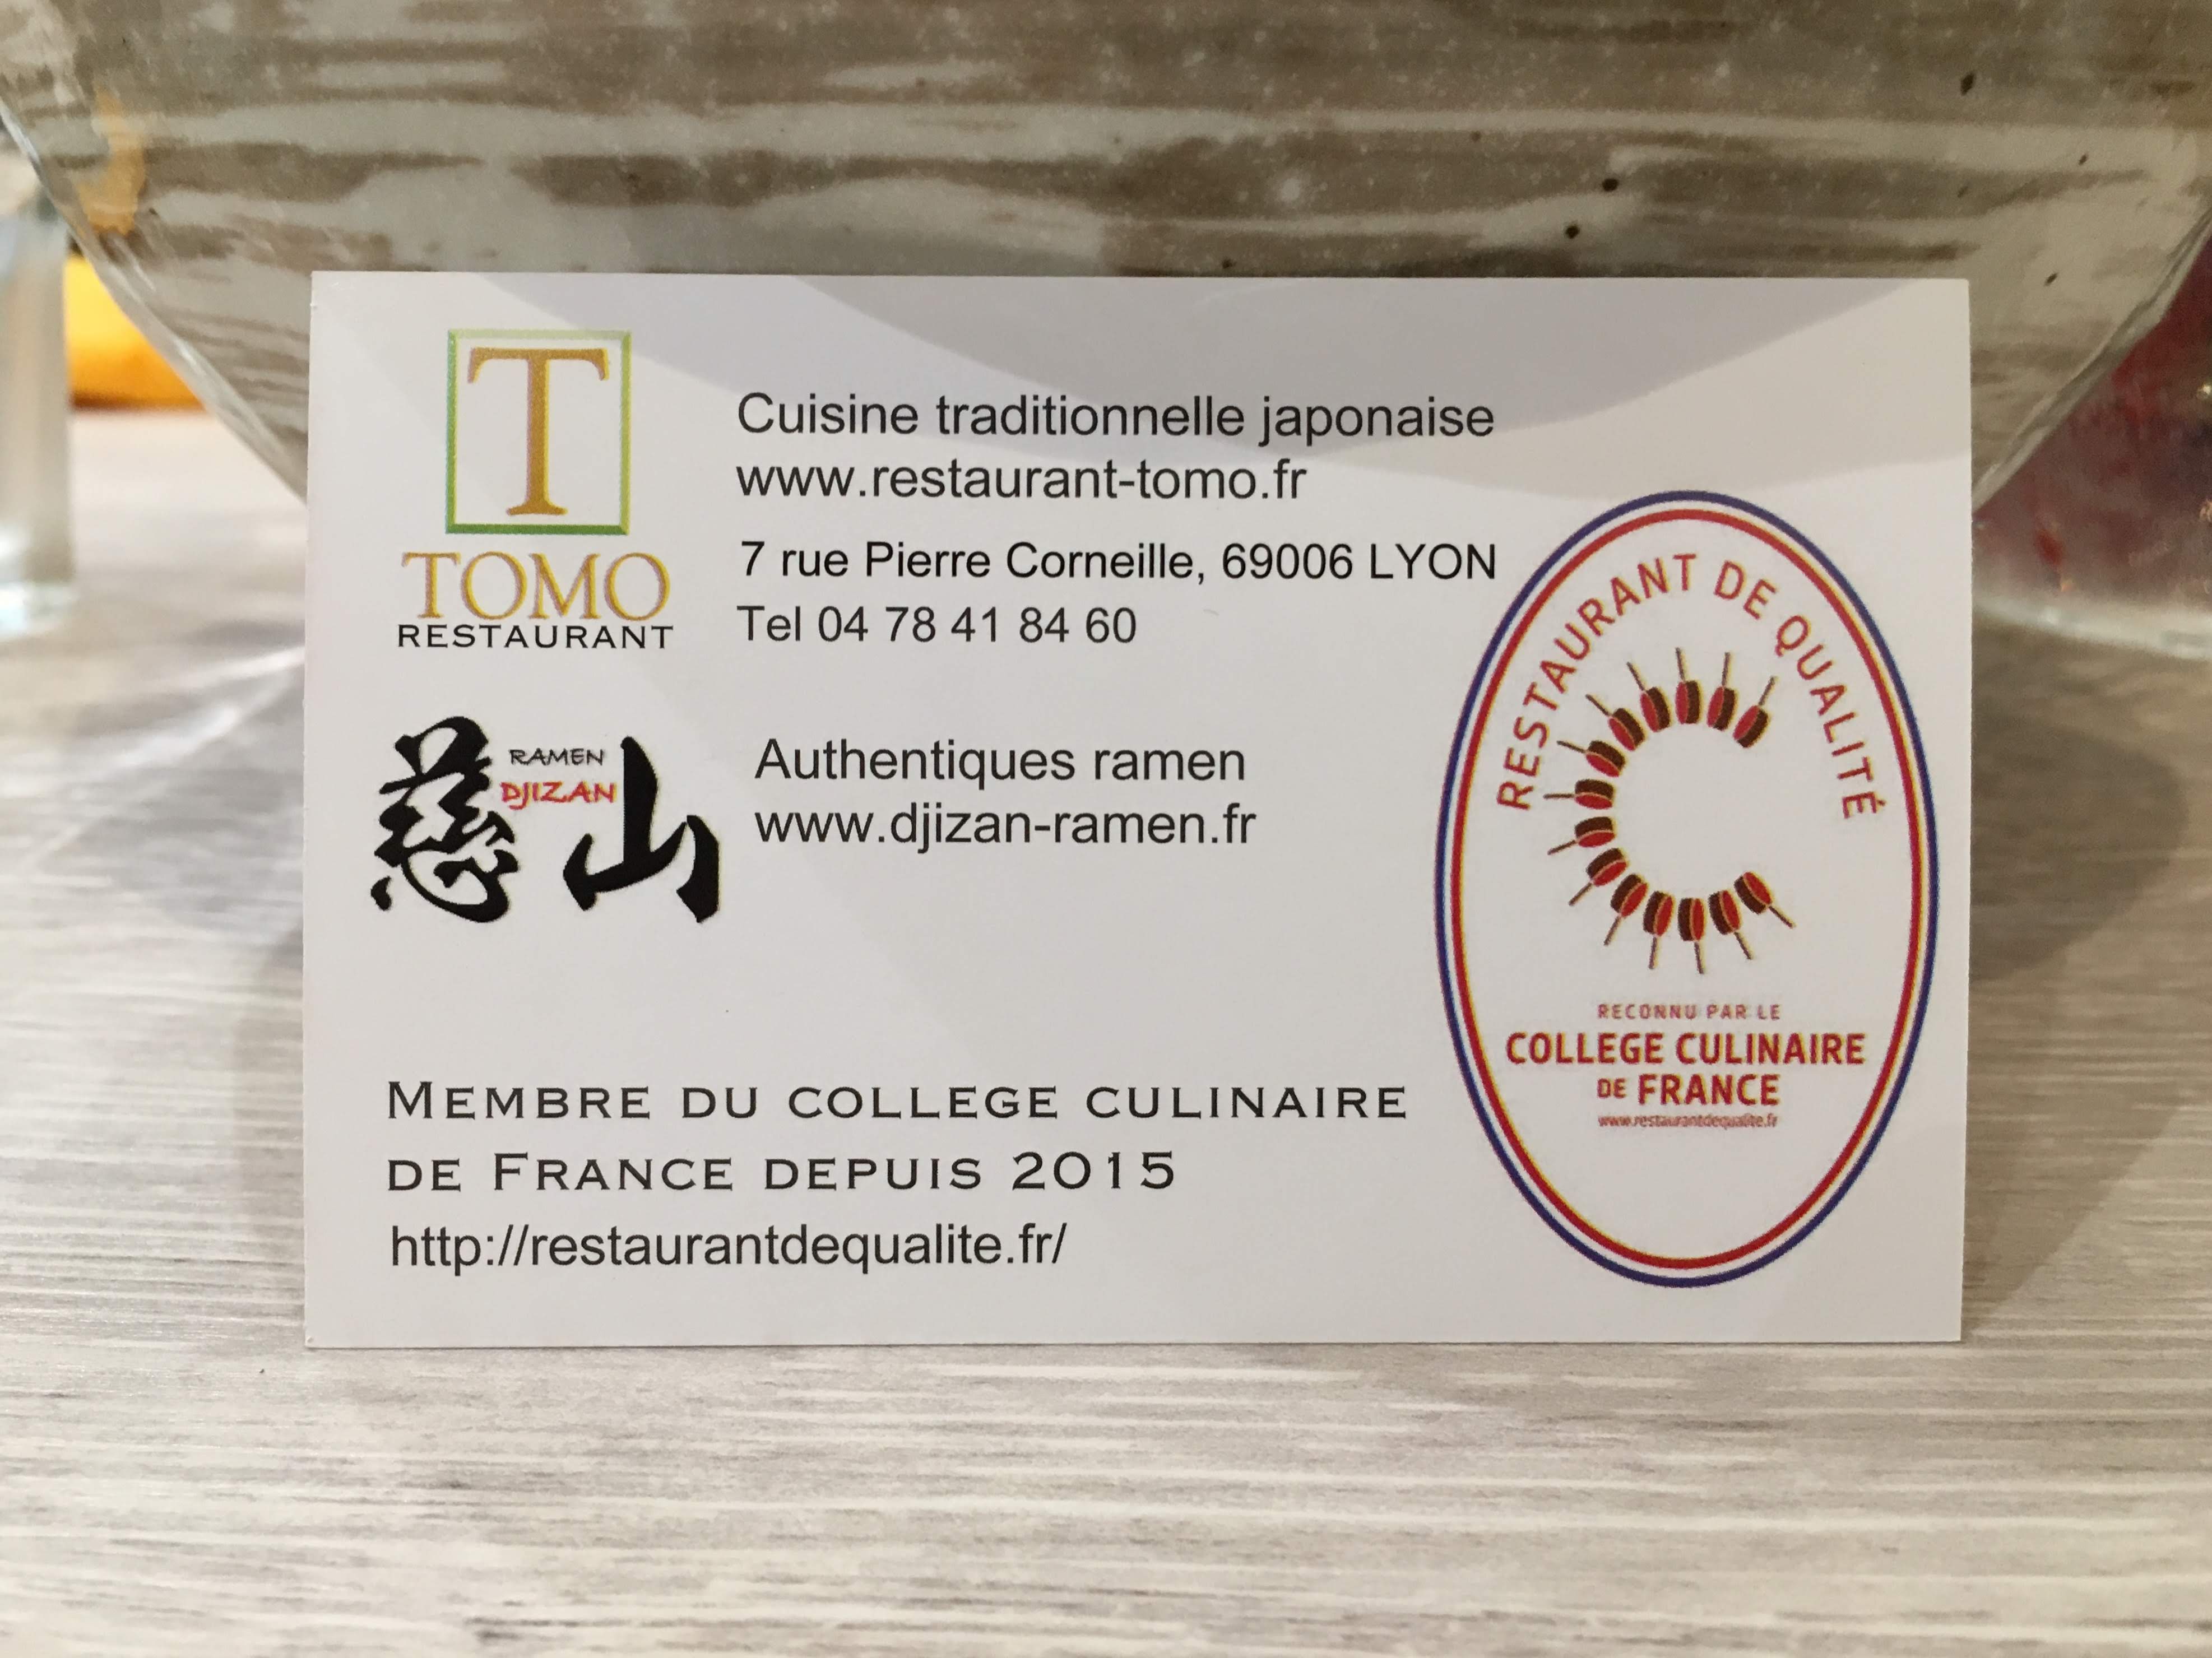 T
TOMO
RESTAURANT
Cuisine traditionnelle japonaise
www.restaurant-tomo.fr
7 rue Pierre Corneille, 69006 LYON
Tel 04 78 41 84 60
慈山
RAMEN
DJIZAN
Authentiques ramen
www.djizan-ramen.fr
MEMBRE DU COLLEGE CULINAIRE
DE FRANCE DEPUIS 2015
http://restaurantdequalite.fr/
RESTAURANT DE QUALITÉ
RECONNU PAR LE
COLLEGE CULINAIRE
DE FRANCE
www.restaurantdequalite.fr